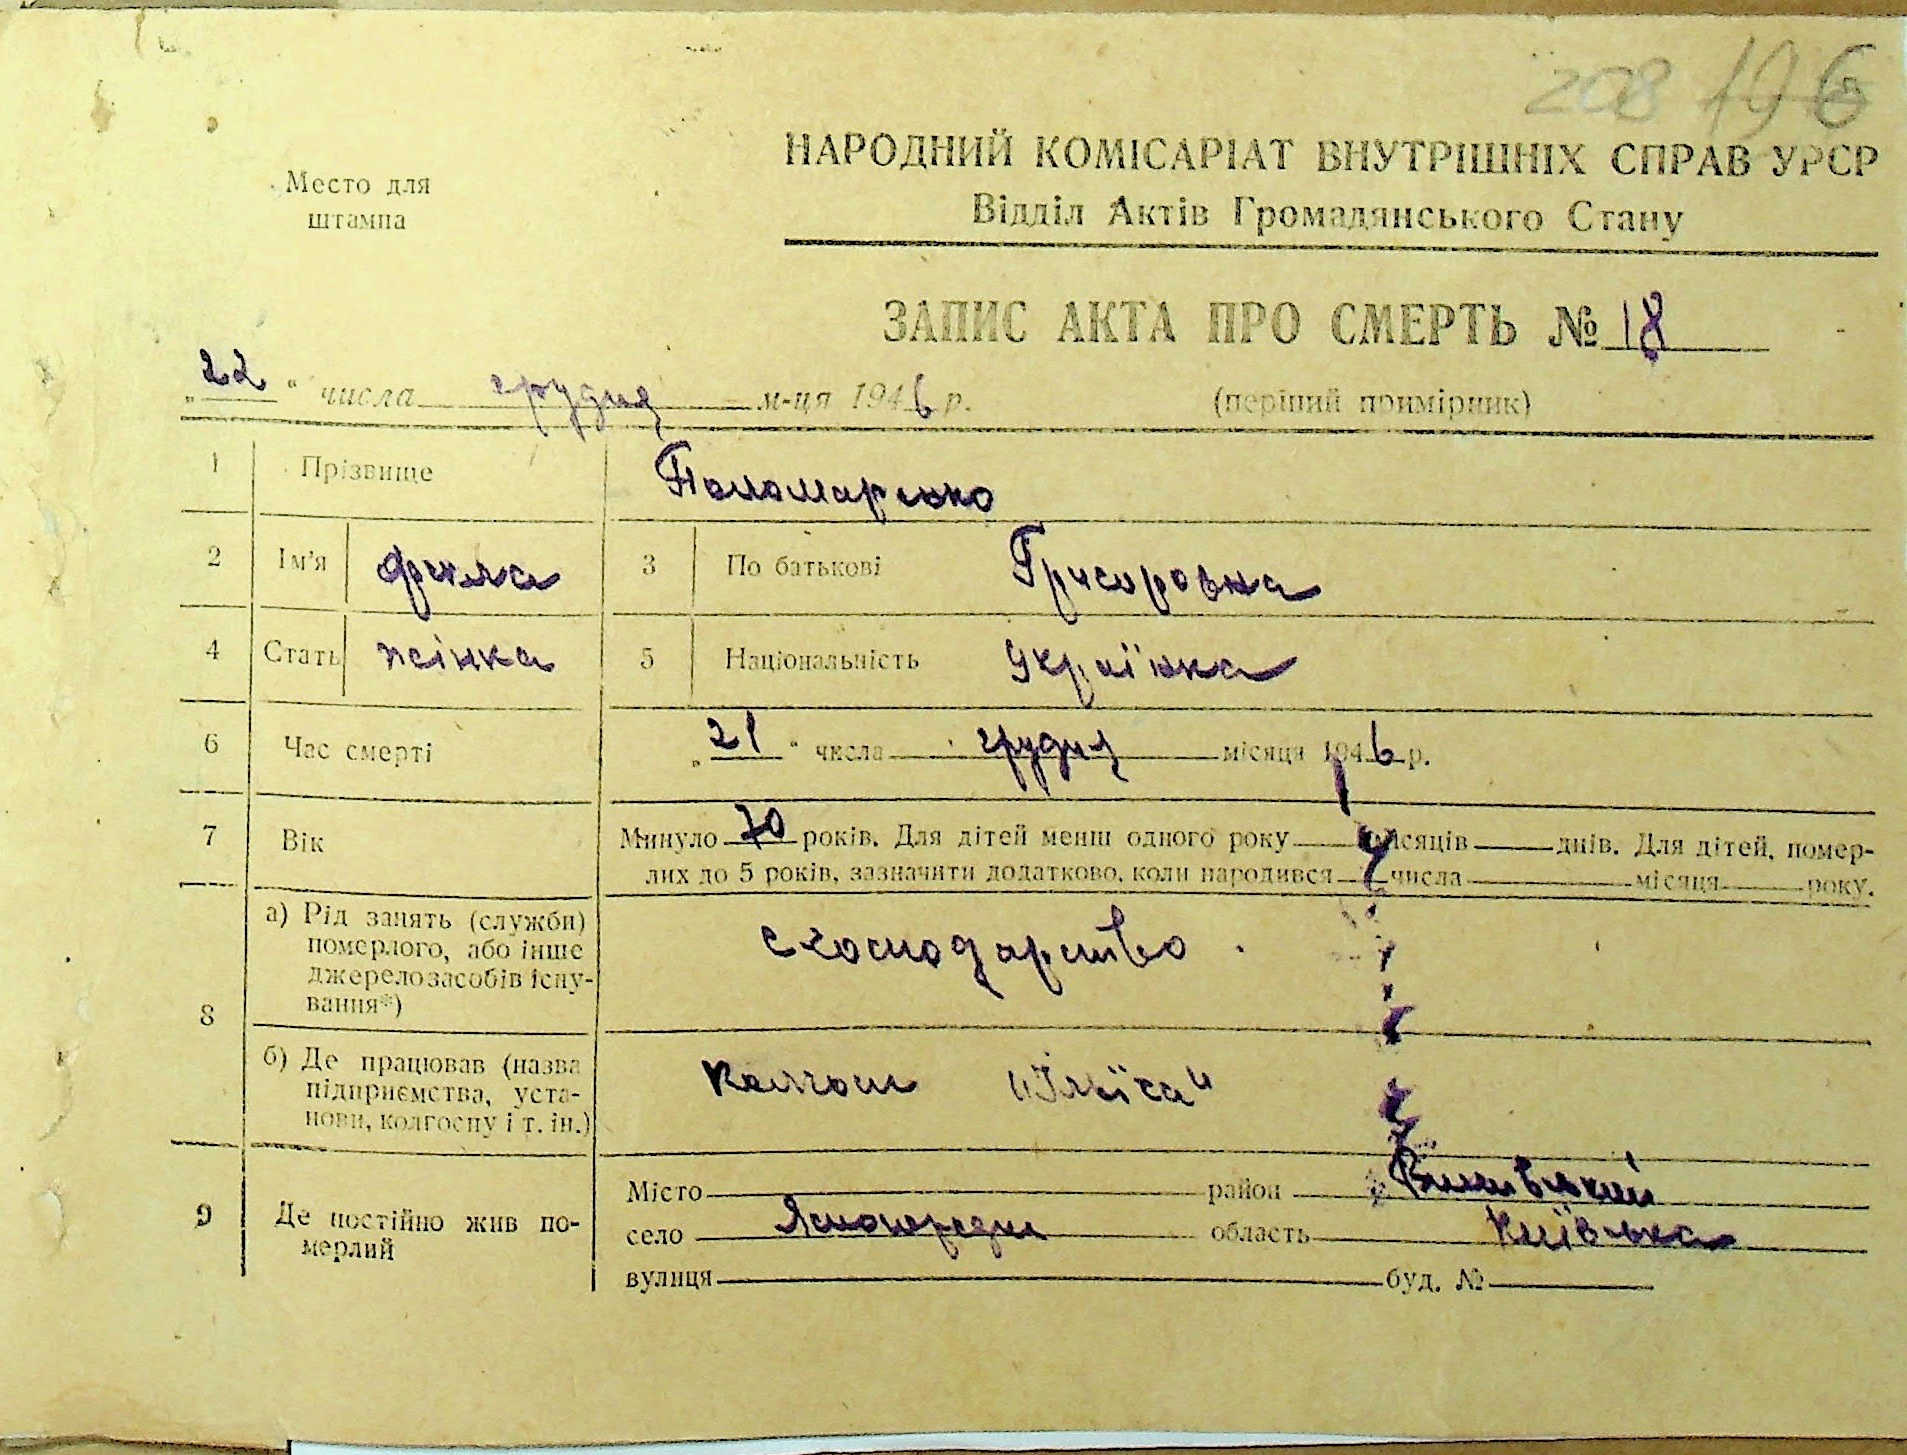 208 196
Место для
штампа
НАРОДНИЙ КОМІСАРІАТ ВНУТРІШНІХ СПРАВ УРСР
Відділ Актів Громадянського Стану
ЗАПИС АКТА ПРО СМЕРТЬ № 18
„22“ числа грудня м-ця 1946 р. (перший примірник)
1 Прізвище Пономаренко
2 Ім'я 3 По батькові Григоровна
4 Стать жінка 5 Національність Українка
6 Час смерті „21“ числа грудня місяця 1946 р.
7 Вік Минуло 70 років. Для дітей менш одного року місяців днів. Для дітей, помер-
лих до 5 років, зазначити додатково, коли народився числа місяця року.
8 а) Рід занять (служби)
померлого, або інше
джерело засобів існу-
вання*)
с господарство
б) Де працював (назва
підприємства, уста-
нови, колгоспу і т. ін.)
Колгосп "Ілліча"
9 Де постійно жив по-
мерлий
Місто район
село Ясногородка область Київська
вулиця буд. №